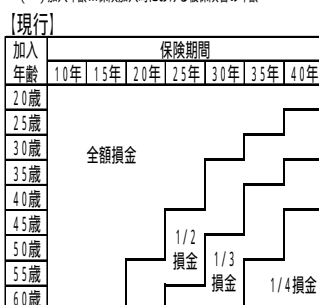 【現行】
加入年齢 保険期間
10年 15年 20年 25年 30年 35年 40年
20歳
25歳
30歳
全額損金
35歳
40歳
45歳
1/2
損金
50歳
1/3
損金
55歳
1/4損金
60歳